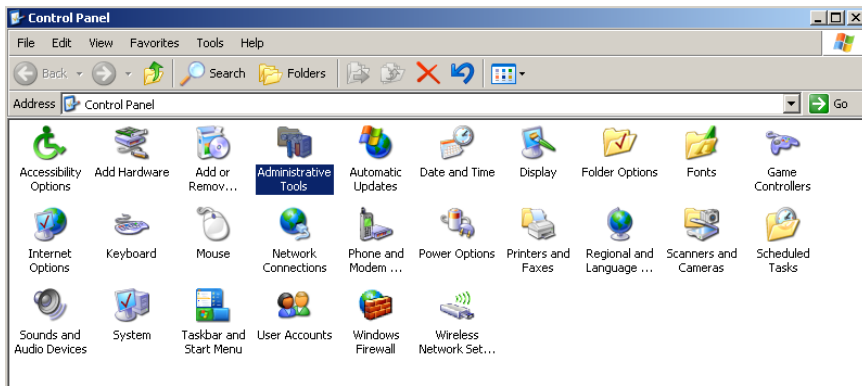 Control Panel
File Edit View Favorites Tools Help
Back Search Folders
Address Control Panel Go
Accessibility Options
Add Hardware
Add or Remov...
Administrative Tools
Automatic Updates
Date and Time
Display
Folder Options
Fonts
Game Controllers
Internet Options
Keyboard
Mouse
Network Connections
Phone and Modem ...
Power Options
Printers and Faxes
Regional and Language ...
Scanners and Cameras
Scheduled Tasks
Sounds and Audio Devices
System
Taskbar and Start Menu
User Accounts
Windows Firewall
Wireless Network Set...